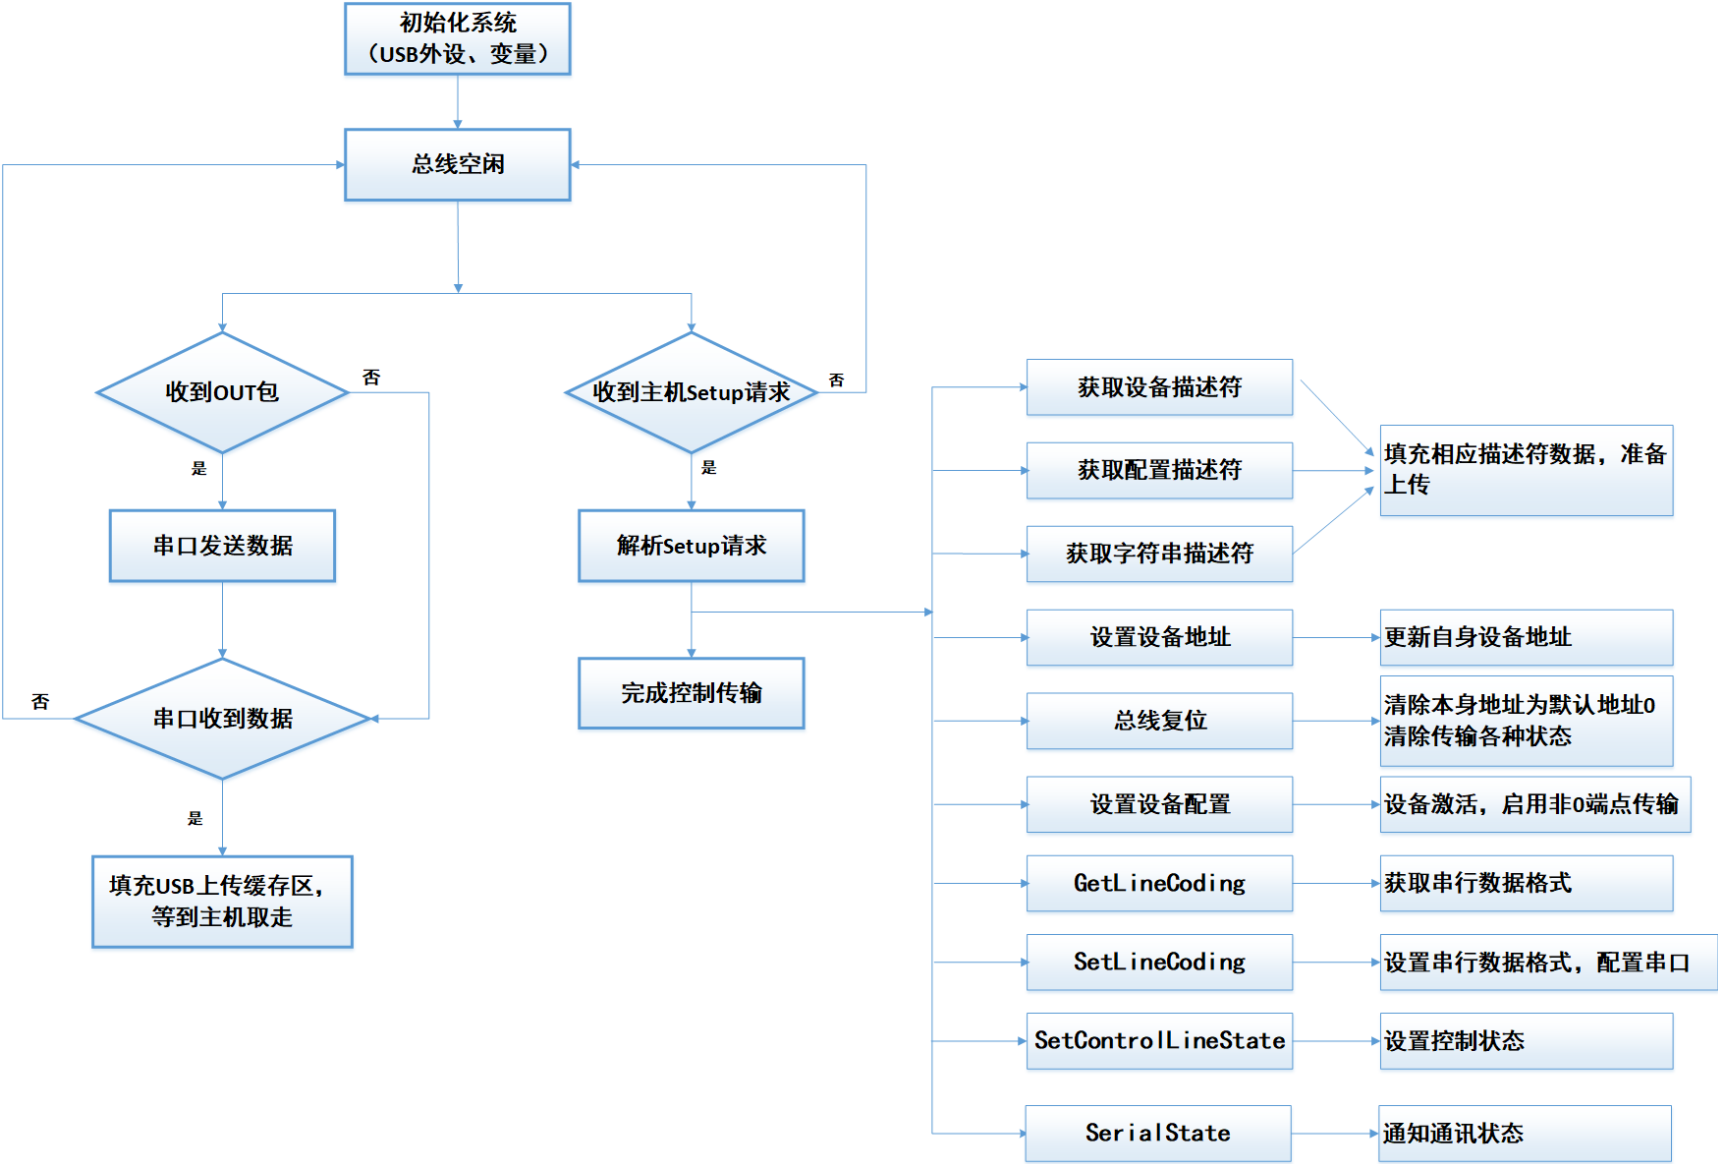 初始化系统
（USB外设、变量）
总线空闲
收到OUT包
否
是
串口发送数据
串口收到数据
否
是
填充USB上传缓存区，
等到主机取走
收到主机Setup请求
否
是
解析Setup请求
完成控制传输
获取设备描述符
获取配置描述符
获取字符串描述符
填充相应描述符数据，准备
上传
设置设备地址
更新自身设备地址
总线复位
清除本身地址为默认地址0
清除传输各种状态
设置设备配置
设备激活，启用非0端点传输
GetLineCoding
获取串行数据格式
SetLineCoding
设置串行数据格式，配置串口
SetControlLineState
设置控制状态
SerialState
通知通讯状态